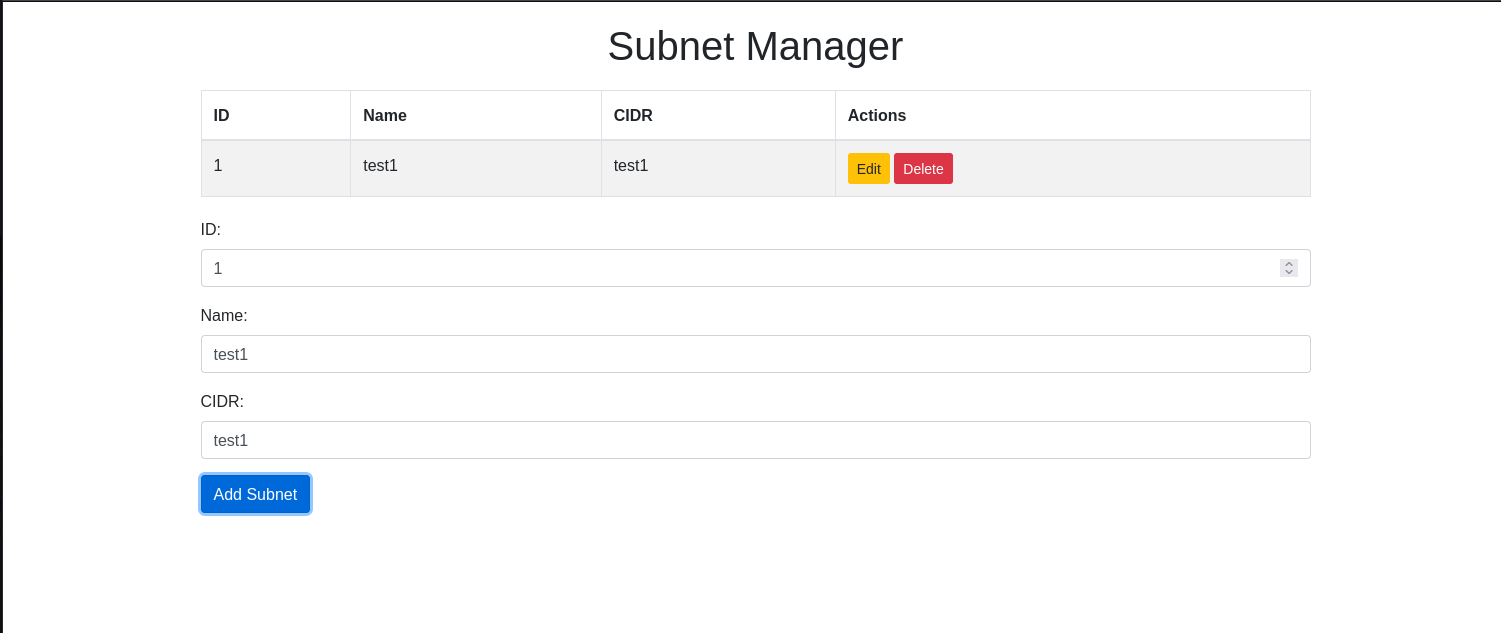 Subnet Manager
ID Name CIDR Actions
1 test1 test1 Edit Delete
ID:
1
Name:
test1
CIDR:
test1
Add Subnet